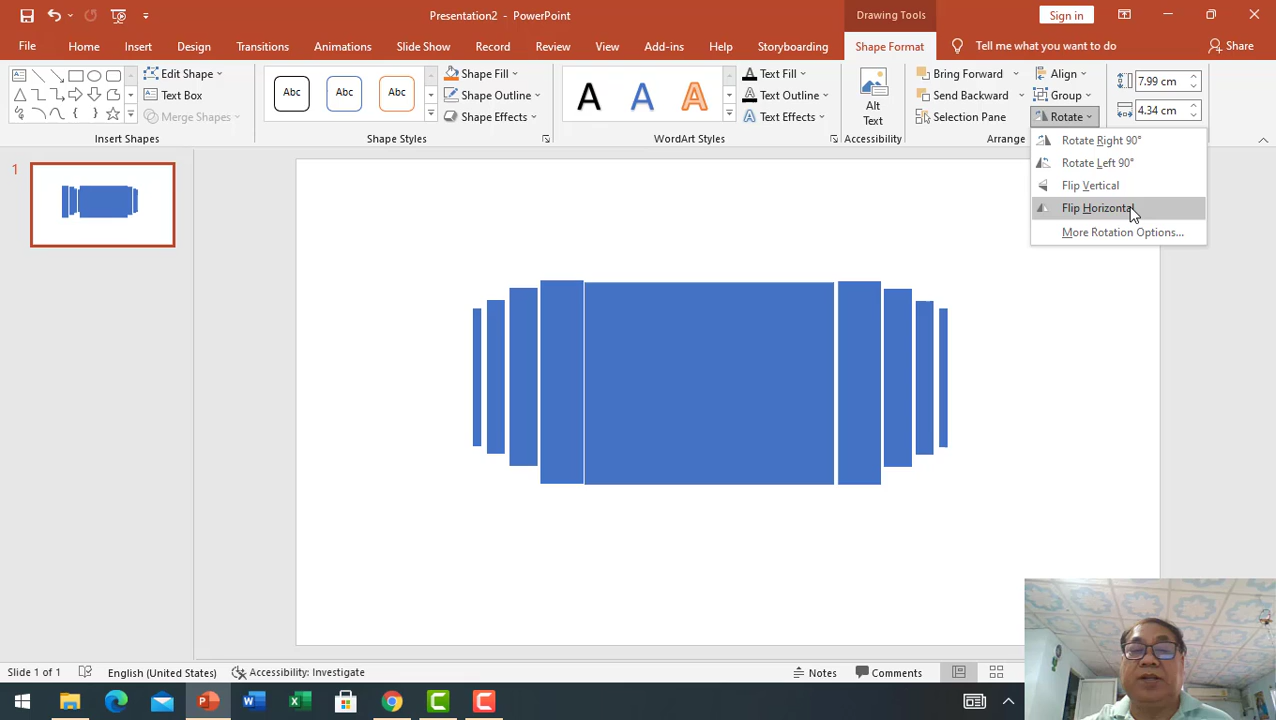 Presentation2 - PowerPoint
Drawing Tools
Sign in
File Home Insert Design Transitions Animations Slide Show Record Review View Add-ins Help Storyboarding Shape Format Tell me what you want to do Share
Edit Shape
Text Box
Merge Shapes
Insert Shapes
Abc Abc Abc
Shape Fill
Shape Outline
Shape Effects
Shape Styles
A A A
Text Fill
Text Outline
Text Effects
WordArt Styles
Alt
Text
Accessibility
Bring Forward
Send Backward
Selection Pane
Align
Group
Rotate
Arrange
7.99 cm
4.34 cm
Rotate Right 90°
Rotate Left 90°
Flip Vertical
Flip Horizontal
More Rotation Options...
1
Slide 1 of 1 English (United States) Accessibility: Investigate Notes Comments